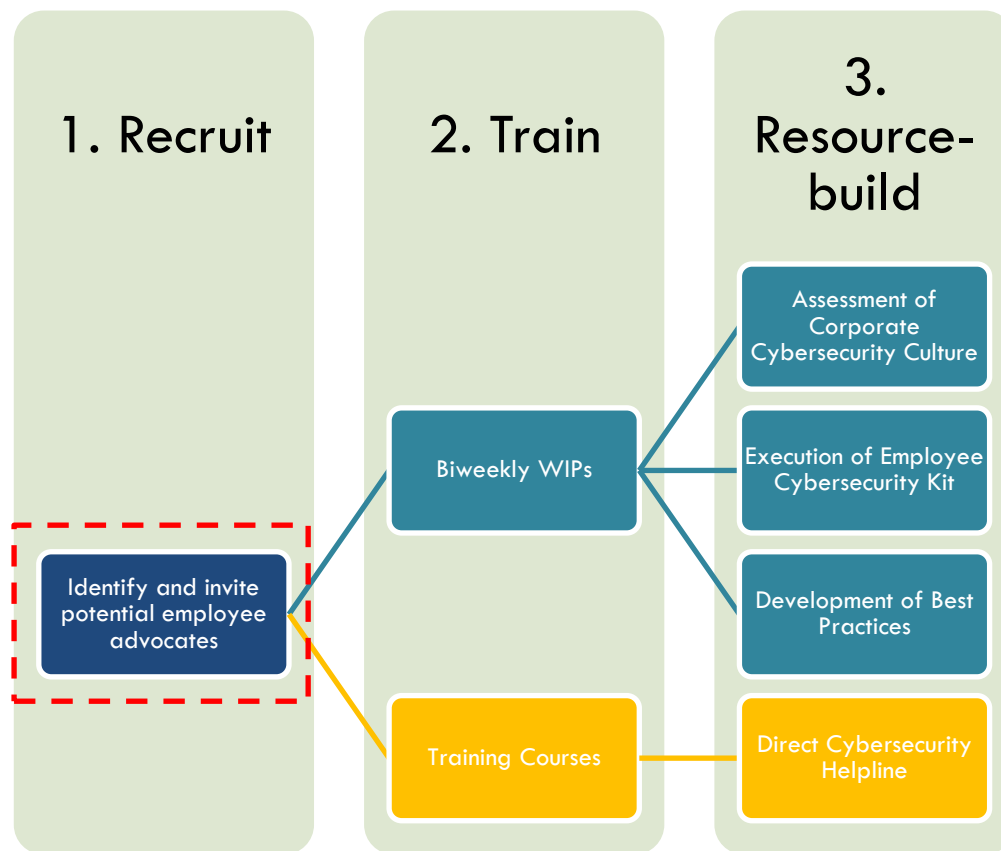 1. Recruit
2. Train
3.
Resource-
build
Assessment of
Corporate
Cybersecurity Culture
Biweekly WIPs
Execution of Employee
Cybersecurity Kit
Identify and invite
potential employee
advocates
Development of Best
Practices
Training Courses
Direct Cybersecurity
Helpline